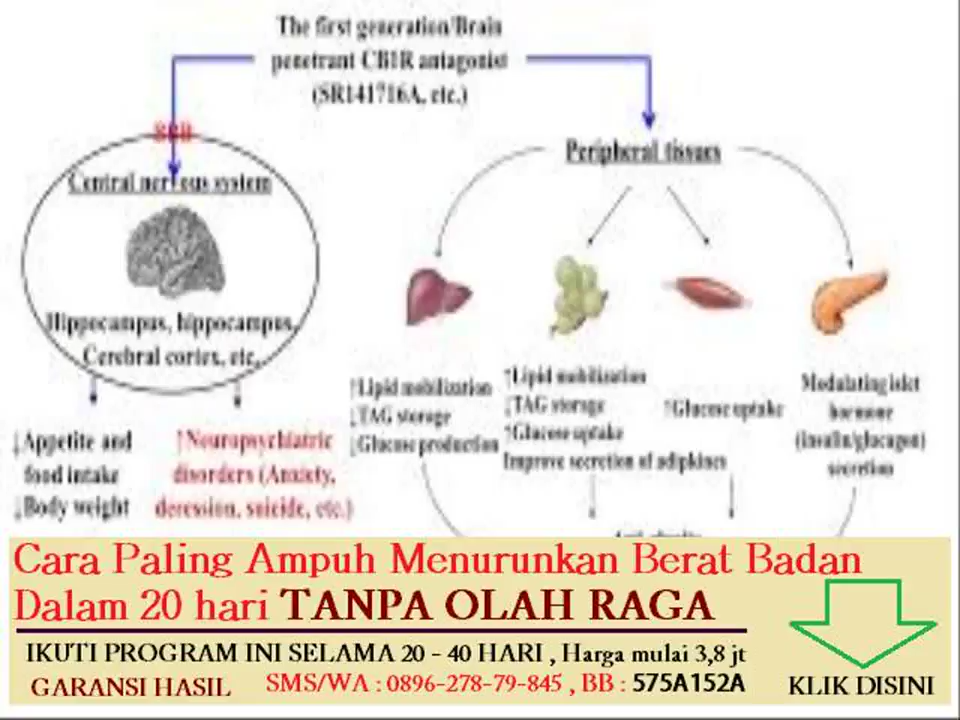 The first generation/Brain
penetrant CB1R antagonist
(SR141716A, etc.)
BBB
Central nervous system
Hippocampus, hippocampus,
Cerebral cortex, etc.
↓Appetite and
food intake
↓Body weight
↑Neuropsychiatric
disorders (Anxiety,
deression, suicide, etc.)
Peripheral tissues
↑Lipid mobilization
↓TAG storage
↓Glucose production
↑Lipid mobilization
↓TAG storage
↑Glucose uptake
Improve secretion of adipkines
↑Glucose uptake
Modulating islet
hormone
(insulin/glucagon)
secretion
Cara Paling Ampuh Menurunkan Berat Badan
Dalam 20 hari TANPA OLAH RAGA
IKUTI PROGRAM INI SELAMA 20 - 40 HARI , Harga mulai 3,8 jt
GARANSI HASIL SMS/WA : 0896-278-79-845 , BB : 575A152A
KLIK DISINI